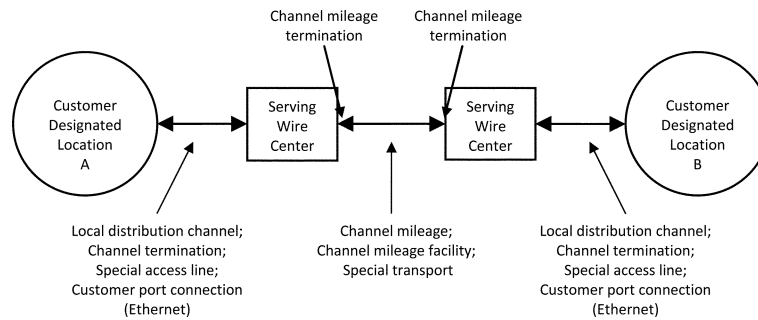 Channel mileage
termination
Channel mileage
termination
Customer
Designated
Location
A
Serving
Wire
Center
Serving
Wire
Center
Customer
Designated
Location
B
Local distribution channel;
Channel termination;
Special access line;
Customer port connection
(Ethernet)
Channel mileage;
Channel mileage facility;
Special transport
Local distribution channel;
Channel termination;
Special access line;
Customer port connection
(Ethernet)